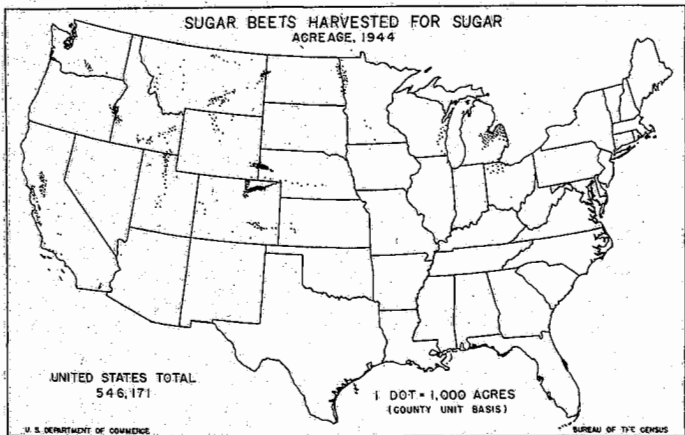 SUGAR BEETS HARVESTED FOR SUGAR
ACREAGE, 1944
UNITED STATES TOTAL
546,171
1 DOT = 1,000 ACRES
(COUNTY UNIT BASIS)
U. S. DEPARTMENT OF COMMERCE
BUREAU OF THE CENSUS